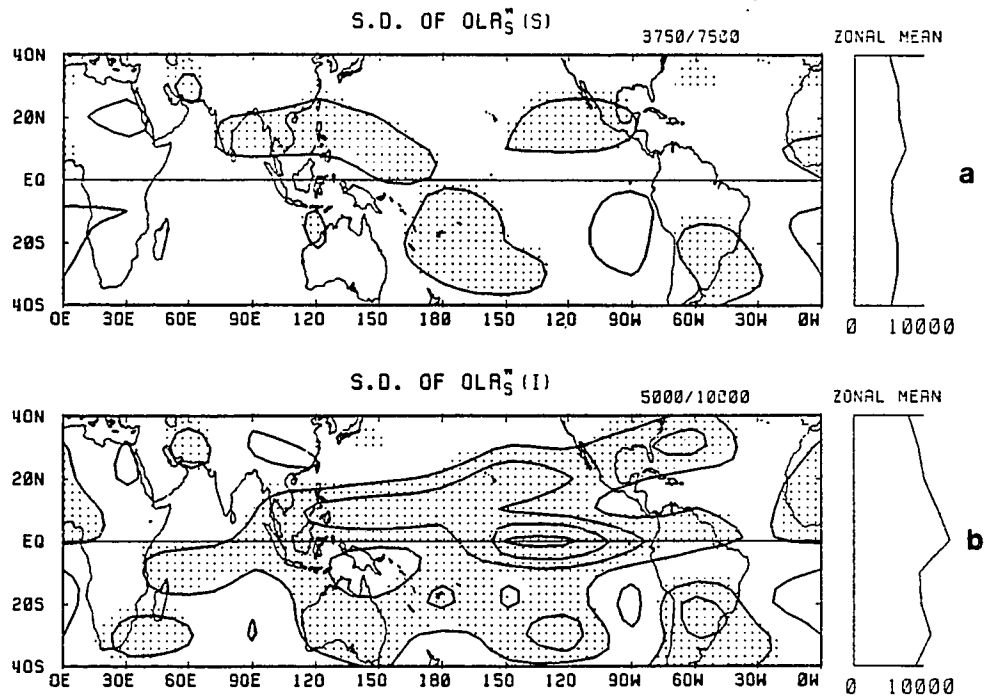 S.D. OF OLR*S (S)
3750/7500 ZONAL MEAN
40N
20N
EQ
20S
40S
0E 30E 60E 90E 120 150 180 150 120 90W 60W 30W 0W
0 10000
a
S.D. OF OLR*S (I)
5000/10000 ZONAL MEAN
40N
20N
EQ
20S
40S
0E 30E 60E 90E 120 150 180 150 120 90W 60W 30W 0W
0 10000
b